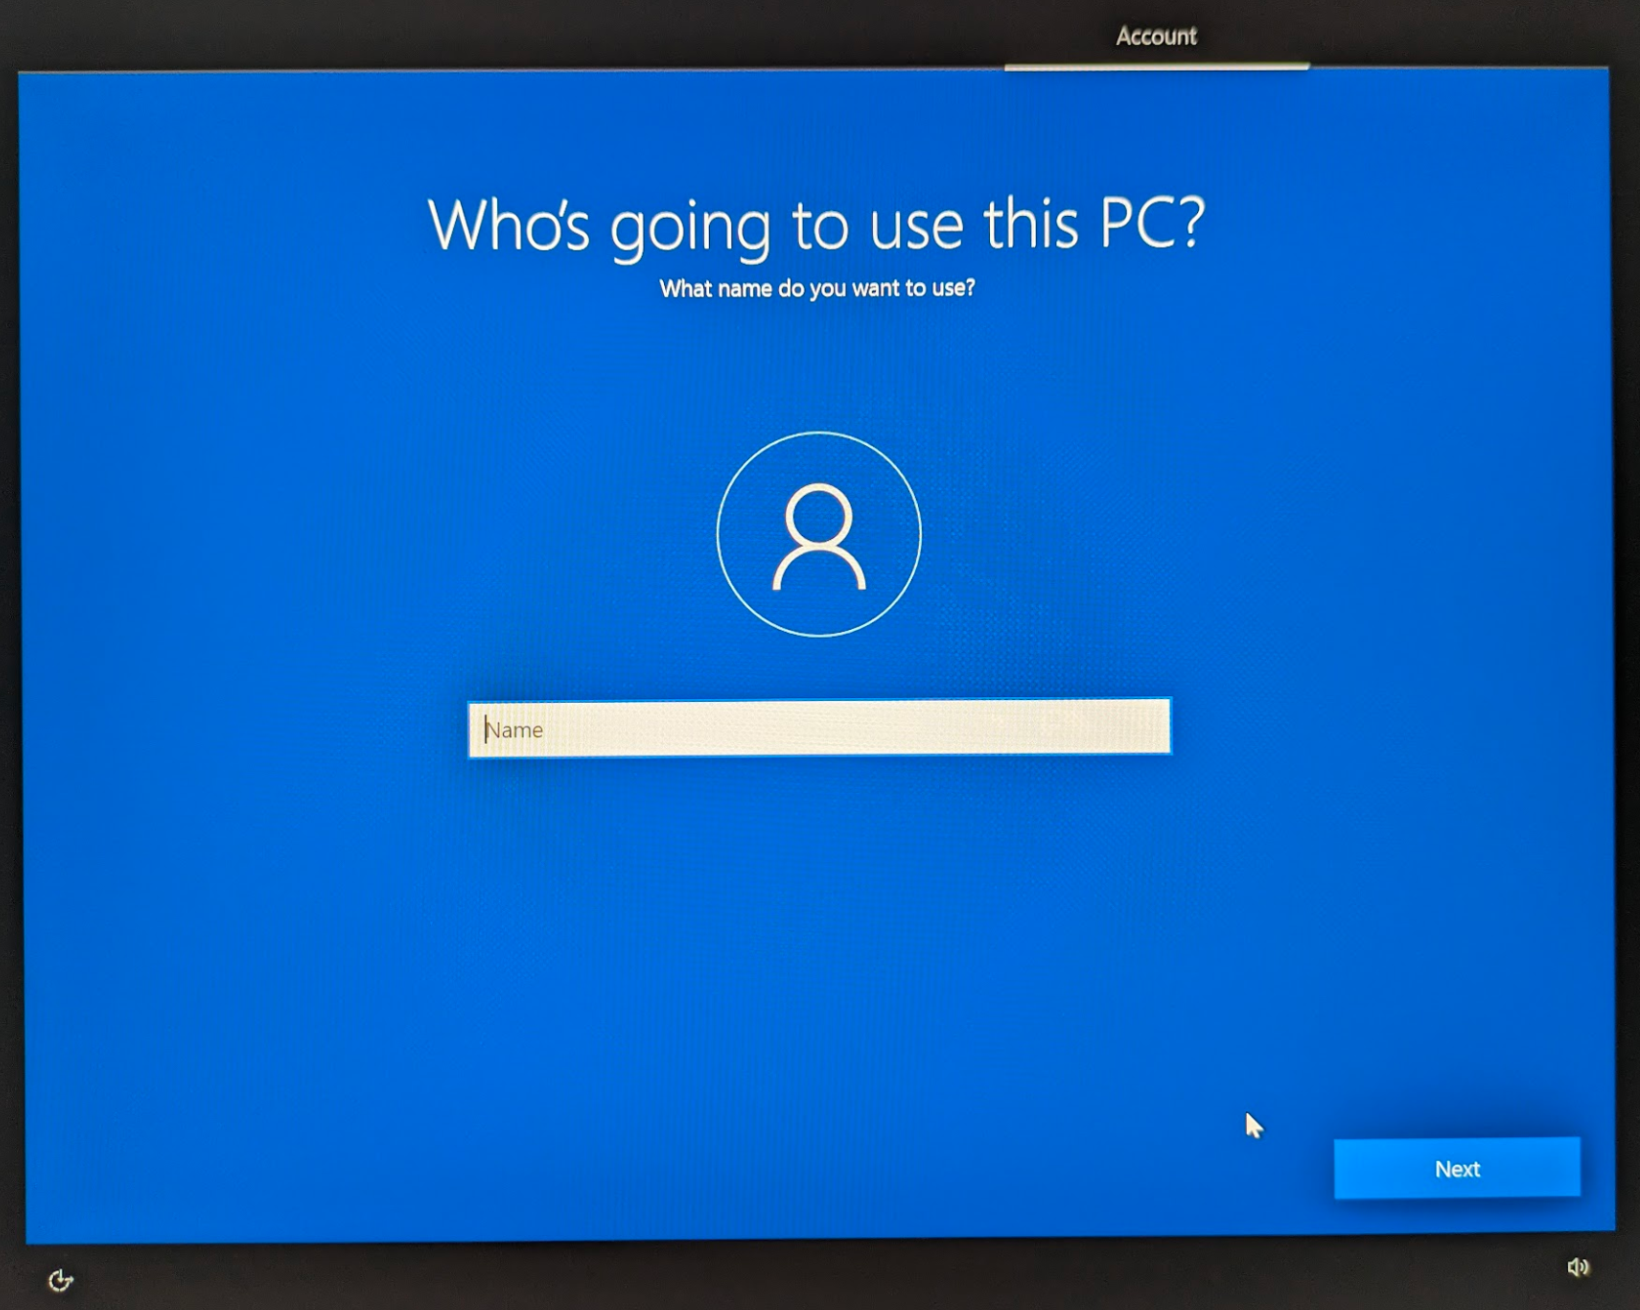 Account
Who's going to use this PC?
What name do you want to use?
Name
Next